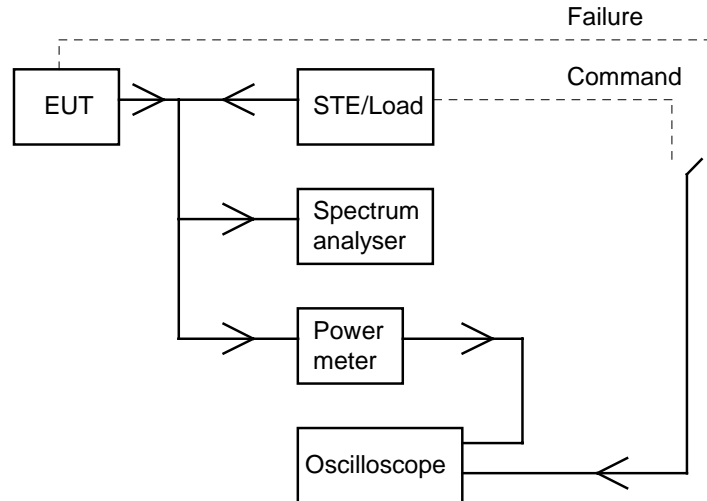 Failure
EUT
STE/Load
Command
Spectrum
analyser
Power
meter
Oscilloscope